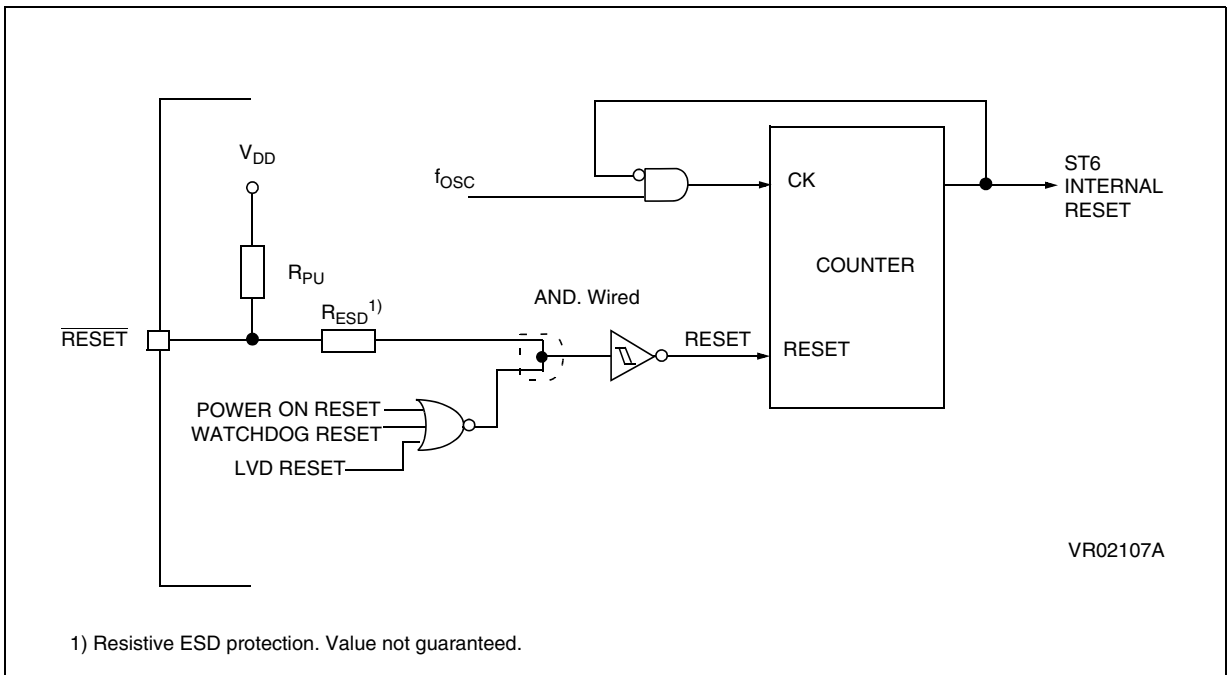 V_DD
f_OSC
CK
ST6
INTERNAL
RESET
R_PU
COUNTER
AND. Wired
R_ESD 1)
RESET
RESET
RESET
POWER ON RESET
WATCHDOG RESET
LVD RESET
VR02107A
1) Resistive ESD protection. Value not guaranteed.